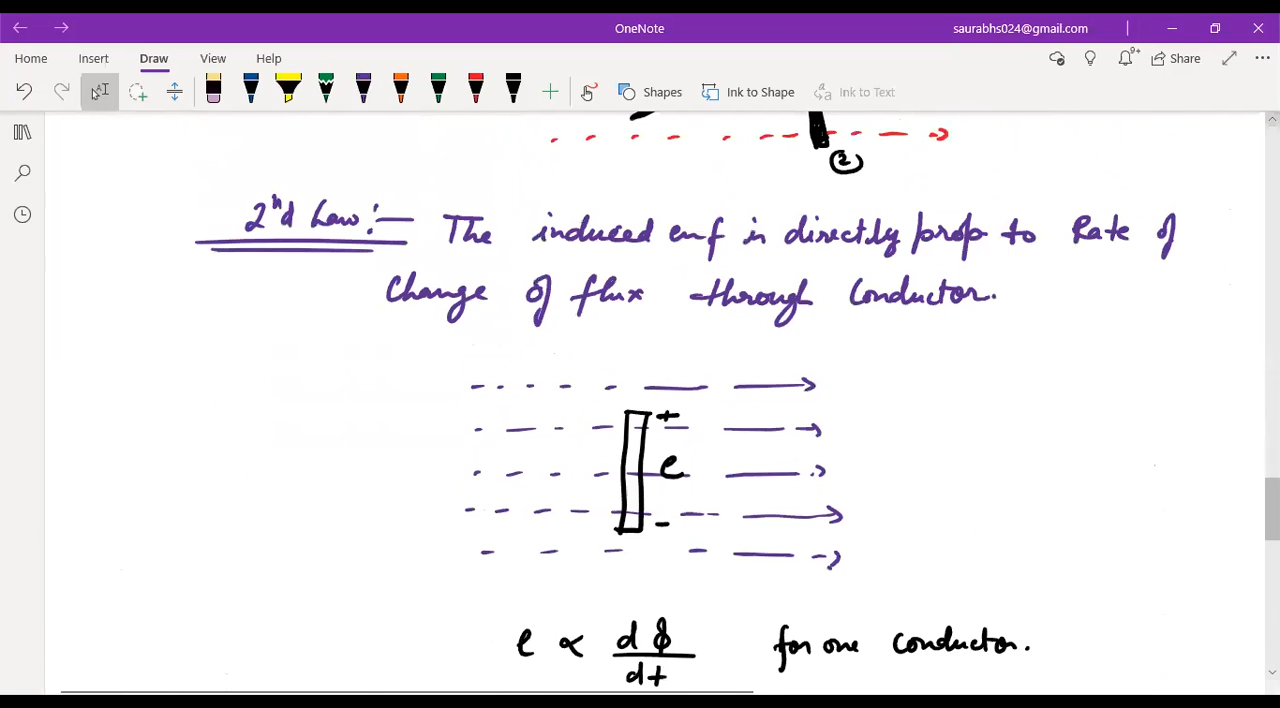 OneNote
saurabhs024@gmail.com
Home Insert Draw View Help
Share
Shapes Ink to Shape Ink to Text
2
2nd Law:- The induced emf is directly prop to Rate of
Change of flux through Conductor.
+
e
-
e ∝ dϕ/dt for one conductor.